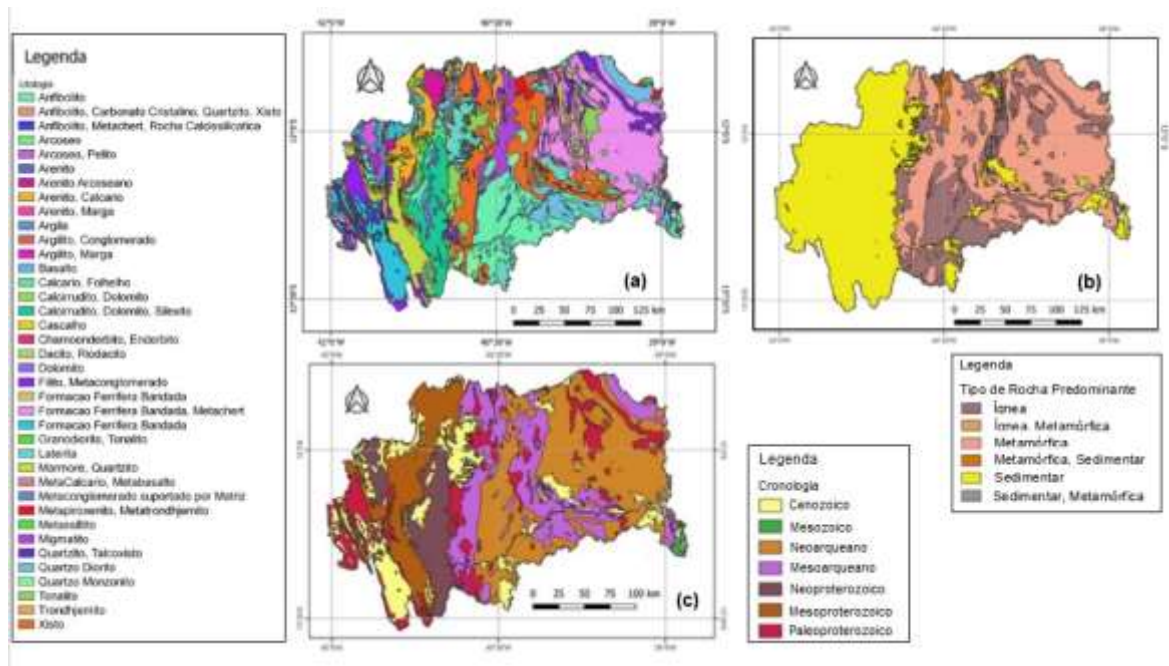 Legenda
Litologia
Anfibolito
Anfibolito, Carbonato Cristalino, Quartzito, Xisto
Anfibolito, Metachert, Rocha Calcissilicatica
Arcoseo
Arcoseo, Pelito
Arenito
Arenito Arcoseano
Arenito, Calcario
Arenito, Marga
Argila
Argilito, Conglomerado
Argilito, Marga
Basalto
Calcario, Folhelho
Calcirrudito, Dolomito
Calcirrudito, Dolomito, Silexito
Cascalho
Charnoenderbito, Enderbito
Dacito, Riodacito
Dolomito
Filito, Metaconglomerado
Formacao Ferrifera Bandada
Formacao Ferrifera Bandada, Metachert
Formacao Ferrifera Bandada
Granodiorito, Tonalito
Laterita
Marmore, Quartzito
MetaCalcario, Metabasalto
Metaconglomerado suportado por Matriz
Metapiroxenito, Metatrondhjemito
Metassiltito
Migmatito
Quartzito, Talcoxisto
Quartzo Diorito
Quartzo Monzonito
Tonalito
Trondhjemito
Xisto
(a)
0 25 50 75 100 125 km
(b)
0 25 50 75 100 125 km
(c)
0 25 50 75 100 km
Legenda
Cronologia
Cenozoico
Mesozoico
Neoarqueano
Mesoarqueano
Neoproterozoico
Mesoproterozoico
Paleoproterozoico
Legenda
Tipo de Rocha Predominante
Ígnea
Ígnea, Metamórfica
Metamórfica
Metamórfica, Sedimentar
Sedimentar
Sedimentar, Metamórfica